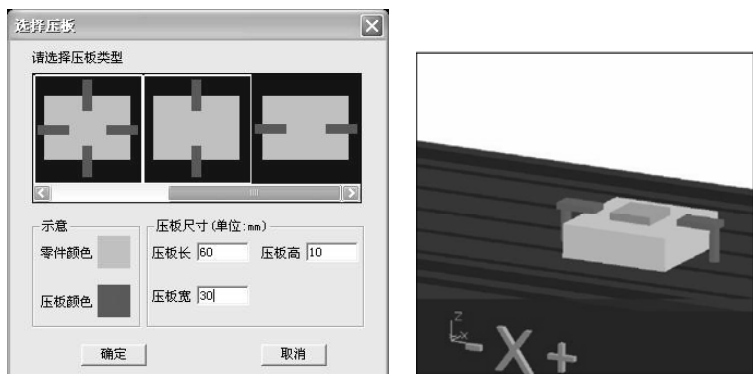 选择压板
请选择压板类型
示意
零件颜色
压板颜色
压板尺寸(单位:mm)
压板长 60 压板高 10
压板宽 30
确定 取消
Z
X
- X +